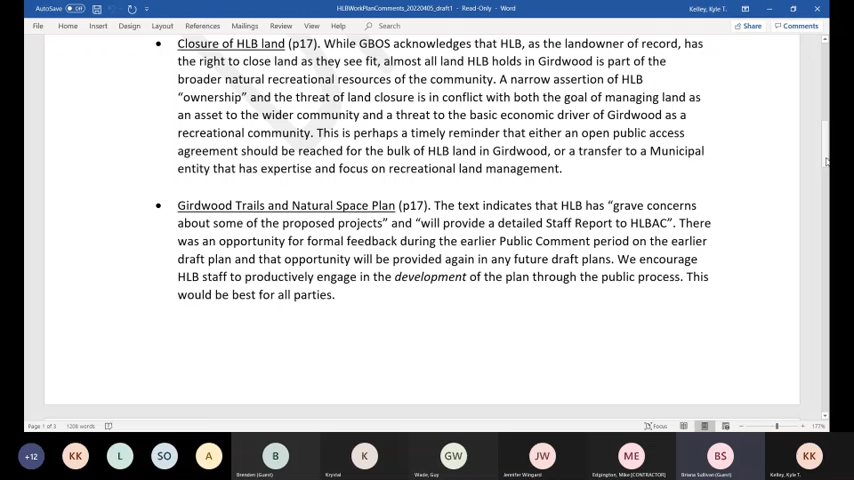 AutoSave Off
HLBWorkPlanComments_20220405_draft1 - Read-Only - Word
Kelley, Kyle T.
File Home Insert Design Layout References Mailings Review View Help Search Share Comments
• Closure of HLB land (p17). While GBOS acknowledges that HLB, as the landowner of record, has
the right to close land as they see fit, almost all land HLB holds in Girdwood is part of the
broader natural recreational resources of the community. A narrow assertion of HLB
“ownership” and the threat of land closure is in conflict with both the goal of managing land as
an asset to the wider community and a threat to the basic economic driver of Girdwood as a
recreational community. This is perhaps a timely reminder that either an open public access
agreement should be reached for the bulk of HLB land in Girdwood, or a transfer to a Municipal
entity that has expertise and focus on recreational land management.
• Girdwood Trails and Natural Space Plan (p17). The text indicates that HLB has “grave concerns
about some of the proposed projects” and “will provide a detailed Staff Report to HLBAC”. There
was an opportunity for formal feedback during the earlier Public Comment period on the earlier
draft plan and that opportunity will be provided again in any future draft plans. We encourage
HLB staff to productively engage in the development of the plan through the public process. This
would be best for all parties.
Page 1 of 3 1206 words Focus 177%
+12 KK L SO A B K GW JW ME BS KK
Brendon (Guest) Krystal Wade, Guy Jennifer Wingard Edgington, Mike [CONTRACTOR] Briana Sullivan (Guest) Kelley, Kyle T.